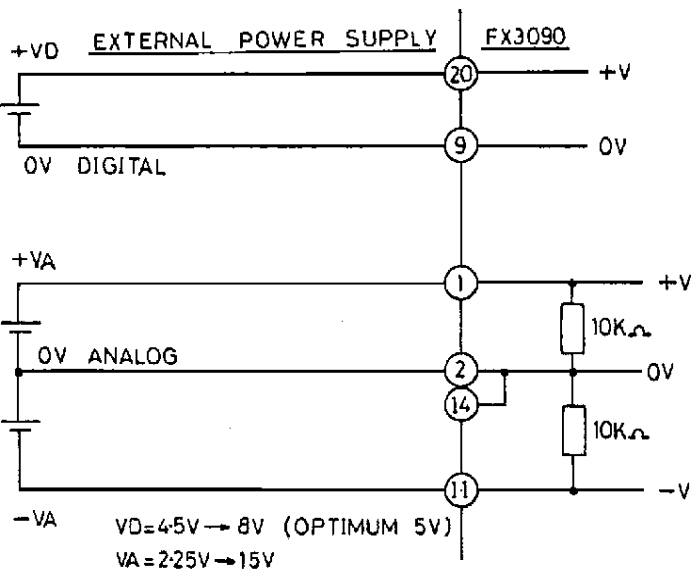 EXTERNAL POWER SUPPLY FX3090
+VD
20 +V
9 0V
0V DIGITAL
+VA
1 +V
10KΩ
0V ANALOG
2 0V
14
10KΩ
11 -V
-VA
VD=4·5V→8V (OPTIMUM 5V)
VA=2·25V→15V